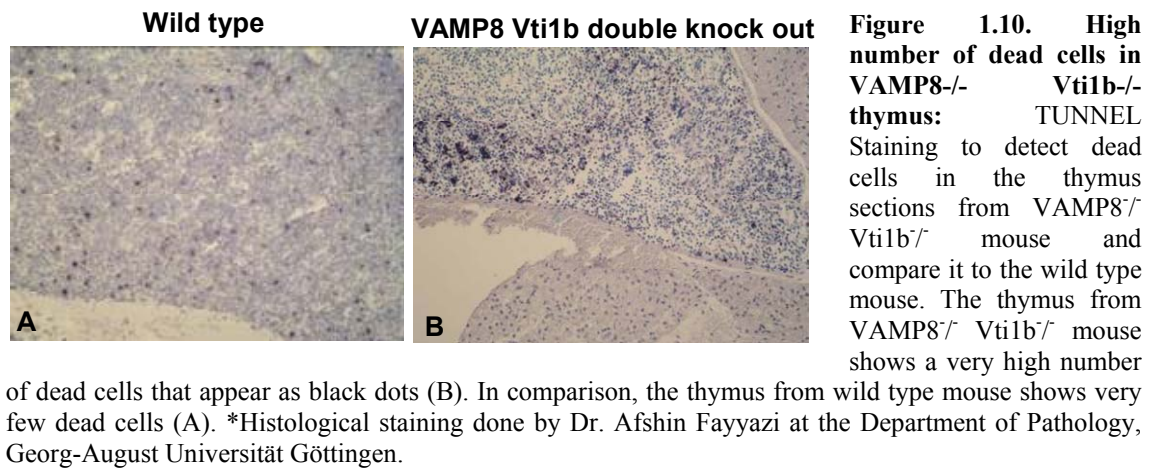 Wild type
VAMP8 Vti1b double knock out
A
B
Figure 1.10. High
number of dead cells in
VAMP8-/- Vti1b-/-
thymus: TUNNEL
Staining to detect dead
cells in the thymus
sections from VAMP8⁻/⁻
Vti1b⁻/⁻ mouse and
compare it to the wild type
mouse. The thymus from
VAMP8⁻/⁻ Vti1b⁻/⁻ mouse
shows a very high number
of dead cells that appear as black dots (B). In comparison, the thymus from wild type mouse shows very
few dead cells (A). *Histological staining done by Dr. Afshin Fayyazi at the Department of Pathology,
Georg-August Universität Göttingen.